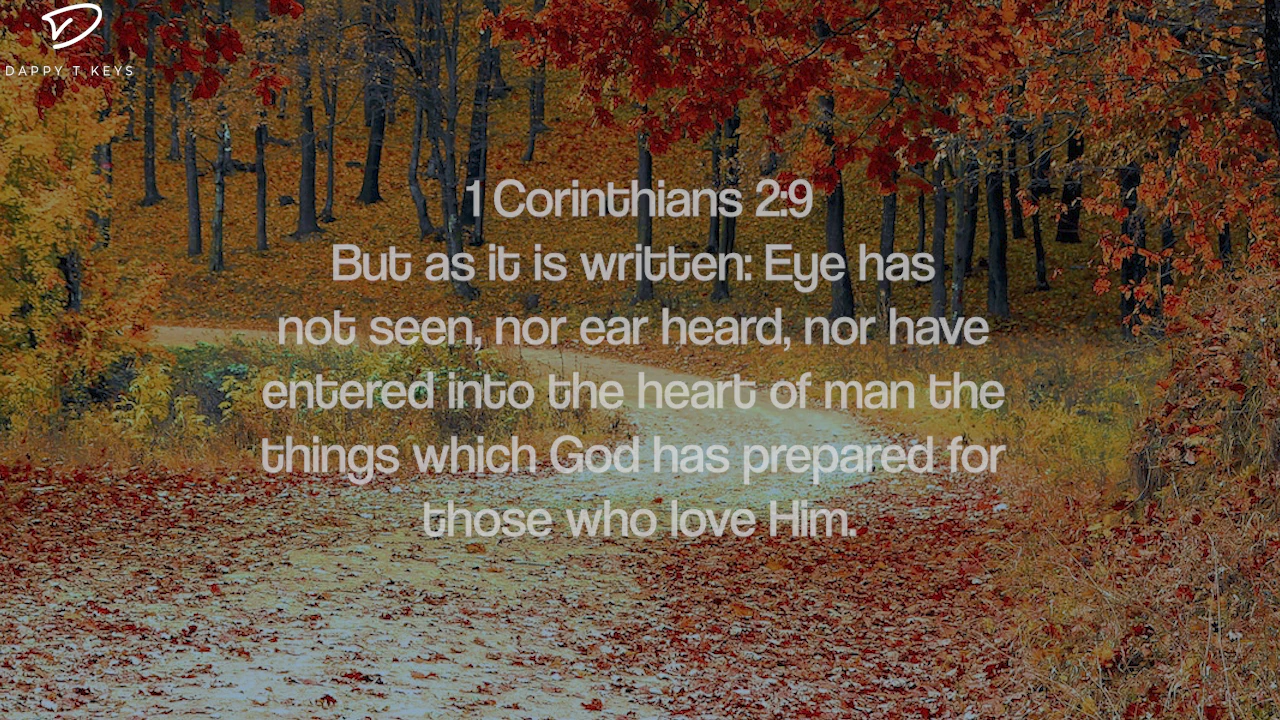 DAPPY T KEYS
1 Corinthians 2:9
But as it is written: Eye has
not seen, nor ear heard, nor have
entered into the heart of man the
things which God has prepared for
those who love Him.